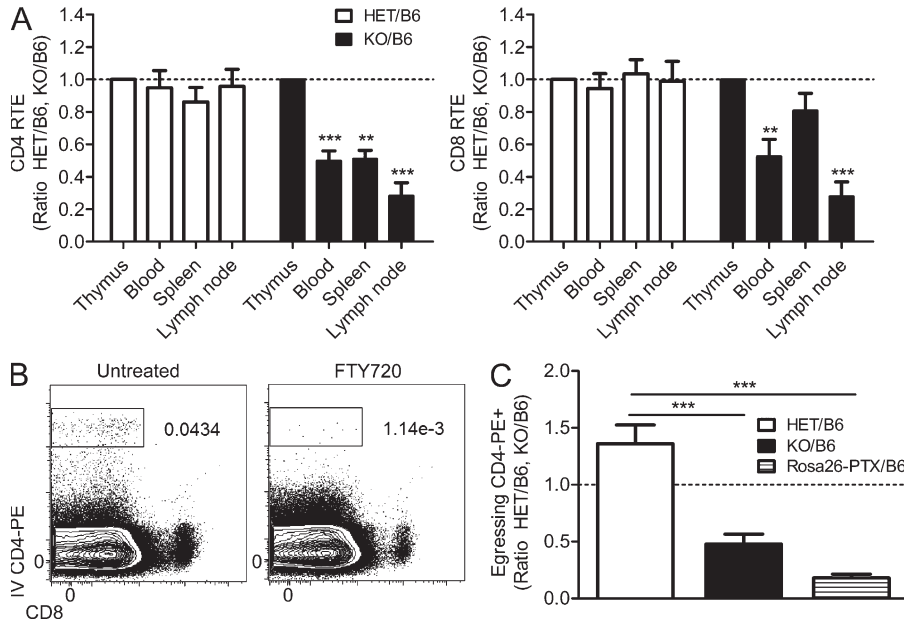 A
CD4 RTE
(Ratio HET/B6, KO/B6)
1.4
1.2
1.0
0.8
0.6
0.4
0.2
0.0
HET/B6
KO/B6
***
**
***
Thymus
Blood
Spleen
Lymph node
Thymus
Blood
Spleen
Lymph node
CD8 RTE
(Ratio HET/B6, KO/B6)
1.4
1.2
1.0
0.8
0.6
0.4
0.2
0.0
**
***
Thymus
Blood
Spleen
Lymph node
Thymus
Blood
Spleen
Lymph node
B
Untreated
FTY720
0.0434
1.14e-3
IV CD4-PE
0
0
0
0
CD8
C
Egressing CD4-PE+
(Ratio HET/B6, KO/B6)
2.0
1.5
1.0
0.5
0.0
***
***
HET/B6
KO/B6
Rosa26-PTX/B6